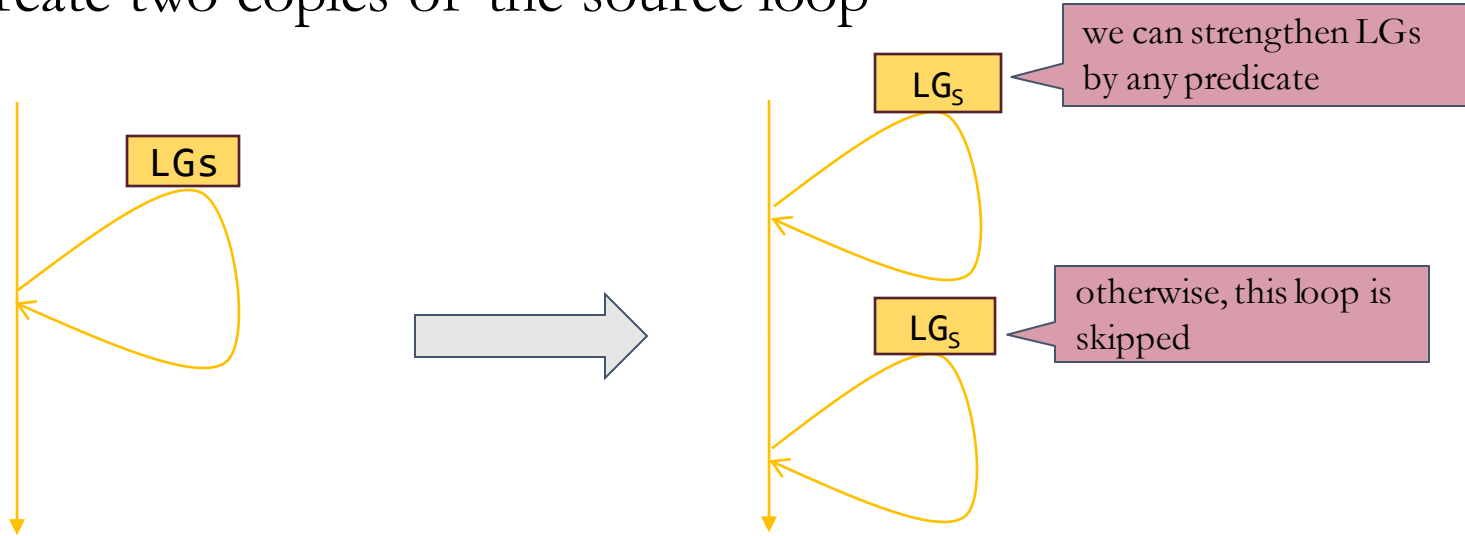 reate two copies of the source loop
we can strengthen LGs
by any predicate
LGs
LGs
otherwise, this loop is
skipped
LGs